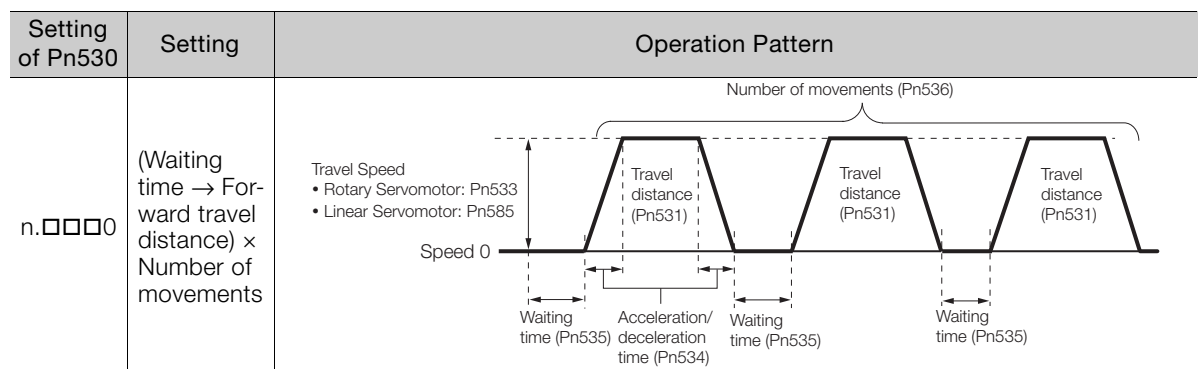 Setting
of Pn530
Setting
Operation Pattern
n.□□□0
(Waiting
time → For-
ward travel
distance) ×
Number of
movements
Number of movements (Pn536)
Travel Speed
• Rotary Servomotor: Pn533
• Linear Servomotor: Pn585
Speed 0
Travel
distance
(Pn531)
Travel
distance
(Pn531)
Travel
distance
(Pn531)
Waiting
time (Pn535)
Acceleration/
deceleration
time (Pn534)
Waiting
time (Pn535)
Waiting
time (Pn535)